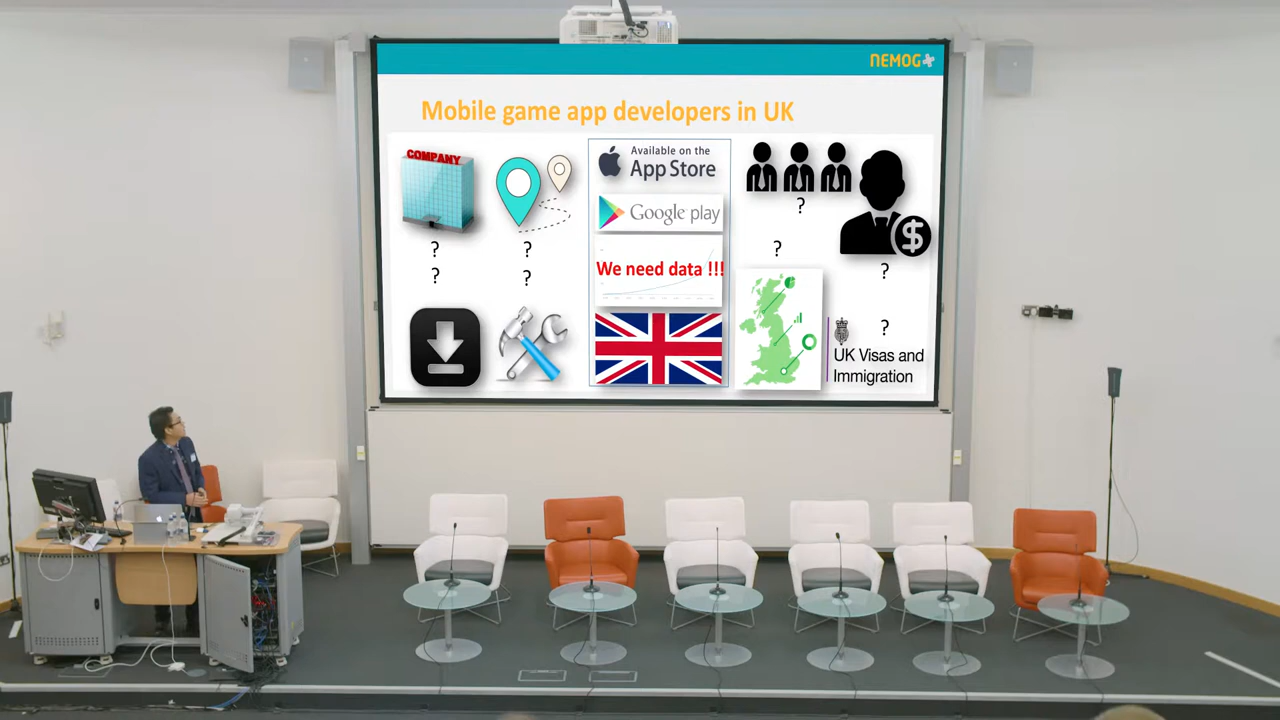 NEMOG
Mobile game app developers in UK
COMPANY
Available on the
App Store
Google play
?
?
?
?
?
?
We need data !!!
?
?
$
UK Visas and
Immigration